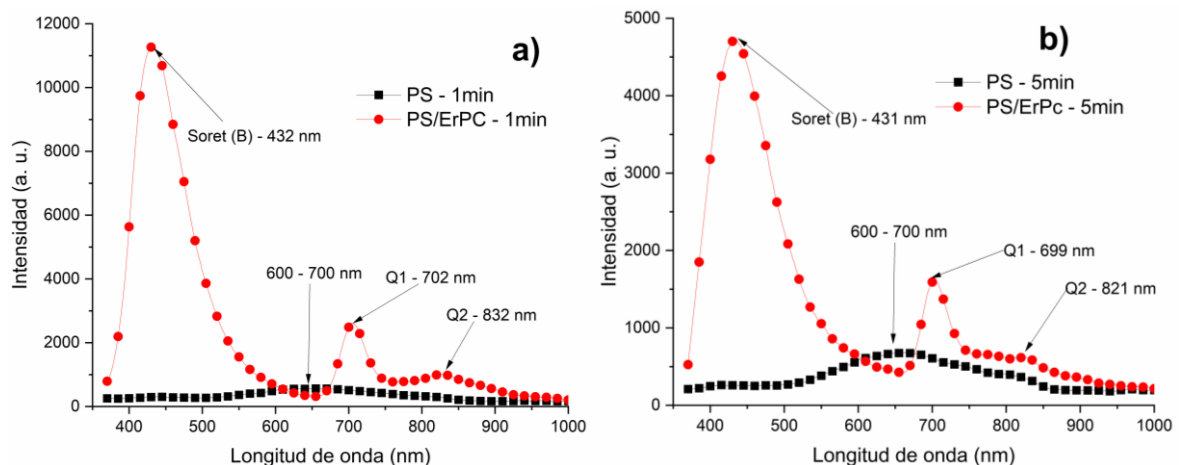 a)
12000
10000
8000
6000
4000
2000
0
Intensidad (a. u.)
PS - 1min
PS/ErPC - 1min
Soret (B) - 432 nm
600 - 700 nm
Q1 - 702 nm
Q2 - 832 nm
400 500 600 700 800 900 1000
Longitud de onda (nm)
b)
5000
4000
3000
2000
1000
0
Intensidad (a. u.)
PS - 5min
PS/ErPc - 5min
Soret (B) - 431 nm
600 - 700 nm
Q1 - 699 nm
Q2 - 821 nm
400 500 600 700 800 900 1000
Longitud de onda (nm)